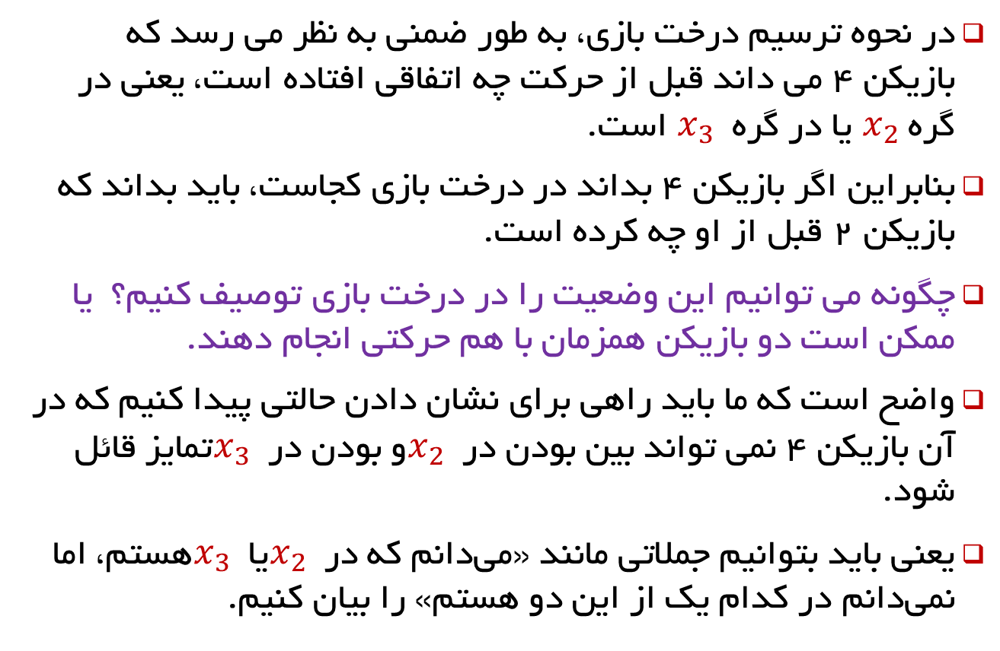 ❑ در نحوه ترسیم درخت بازی، به طور ضمنی به نظر می رسد که
بازیکن ۴ می داند قبل از حرکت چه اتفاقی افتاده است، یعنی در
گره x₂ یا در گره x₃ است.
❑ بنابراین اگر بازیکن ۴ بداند در درخت بازی کجاست، باید بداند که
بازیکن ۲ قبل از او چه کرده است.
❑ چگونه می توانیم این وضعیت را در درخت بازی توصیف کنیم؟ یا
ممکن است دو بازیکن همزمان با هم حرکتی انجام دهند.
❑ واضح است که ما باید راهی برای نشان دادن حالتی پیدا کنیم که در
آن بازیکن ۴ نمی تواند بین بودن در x₂ و بودن در x₃ تمایز قائل
شود.
❑ یعنی باید بتوانیم جملاتی مانند «می‌دانم که در x₂ یا x₃ هستم، اما
نمی‌دانم در کدام یک از این دو هستم» را بیان کنیم.